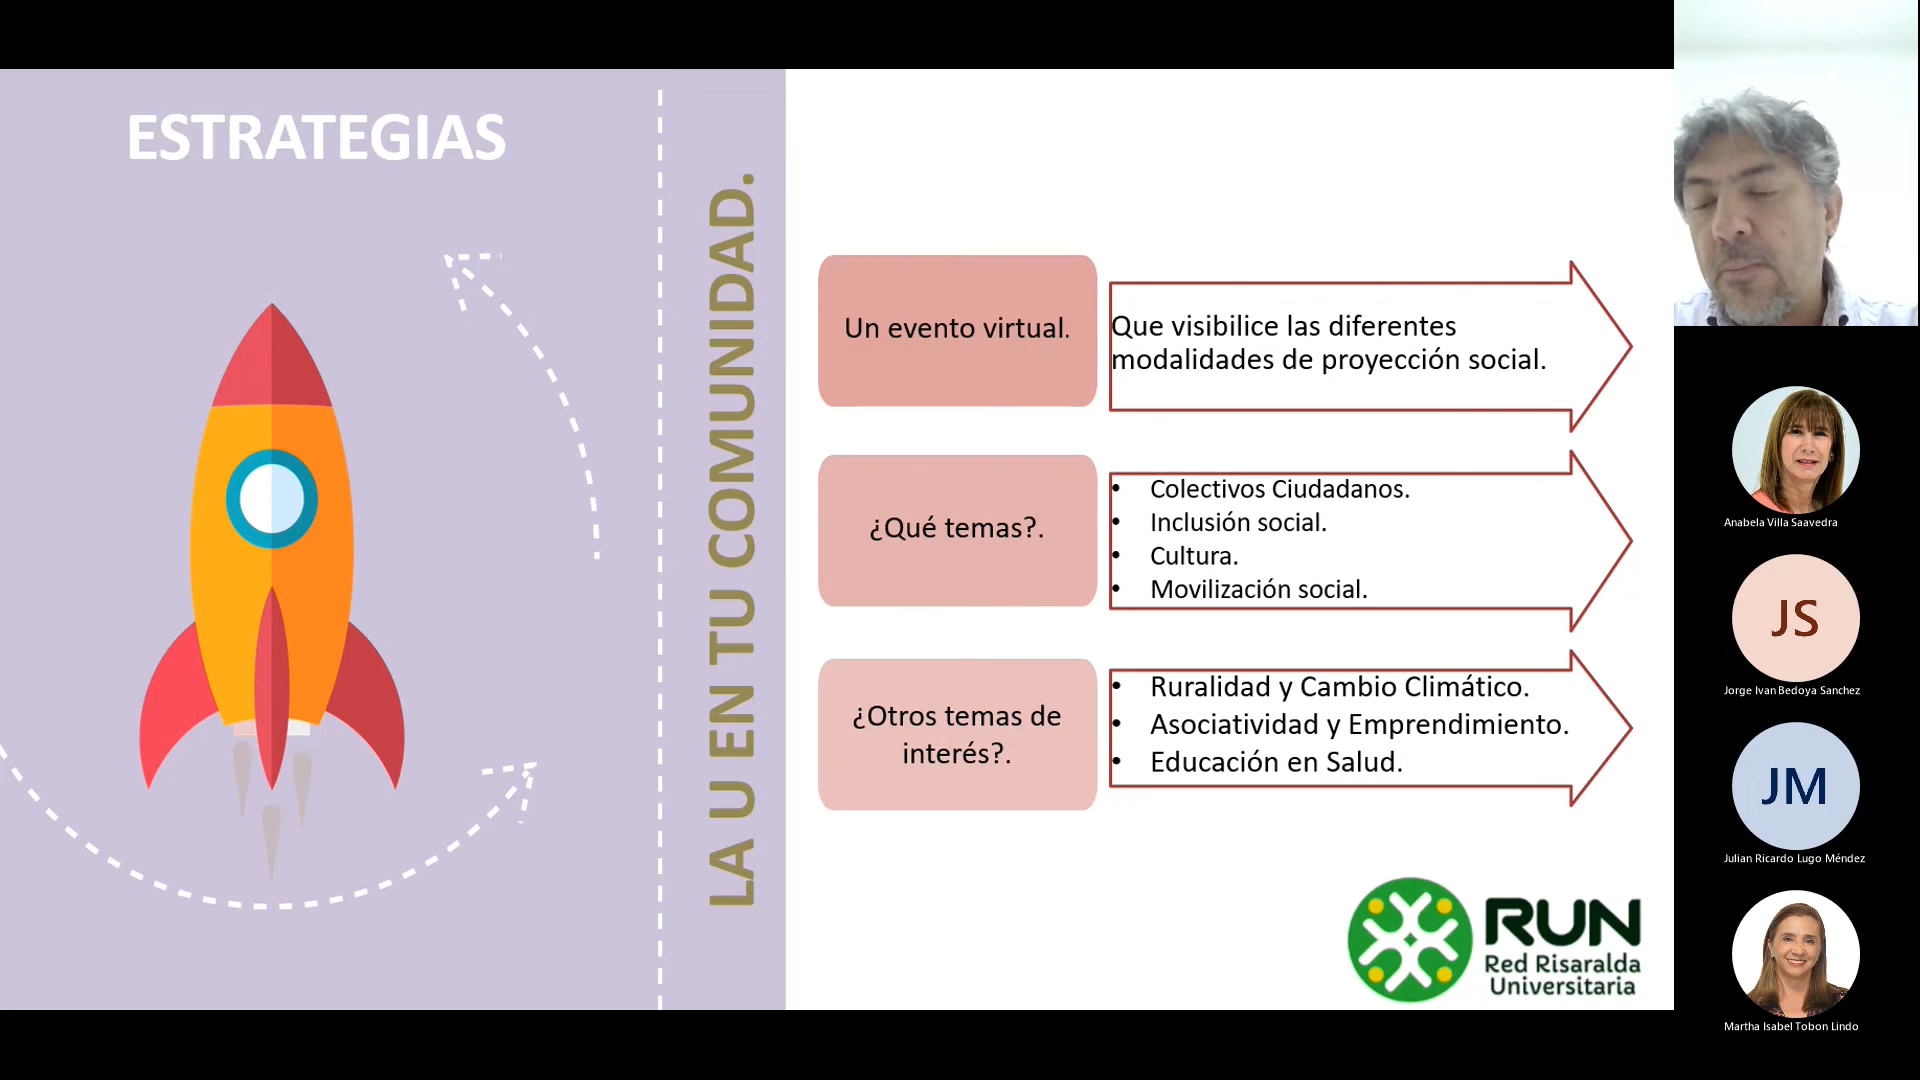 ESTRATEGIAS
LA U EN TU COMUNIDAD.
Un evento virtual.
Que visibilice las diferentes
modalidades de proyección social.
¿Qué temas?.
• Colectivos Ciudadanos.
• Inclusión social.
• Cultura.
• Movilización social.
¿Otros temas de
interés?.
• Ruralidad y Cambio Climático.
• Asociatividad y Emprendimiento.
• Educación en Salud.
RUN
Red Risaralda
Universitaria
Anabela Villa Saavedra
JS
Jorge Ivan Bedoya Sanchez
JM
Julian Ricardo Lugo Méndez
Martha Isabel Tobon Lindo